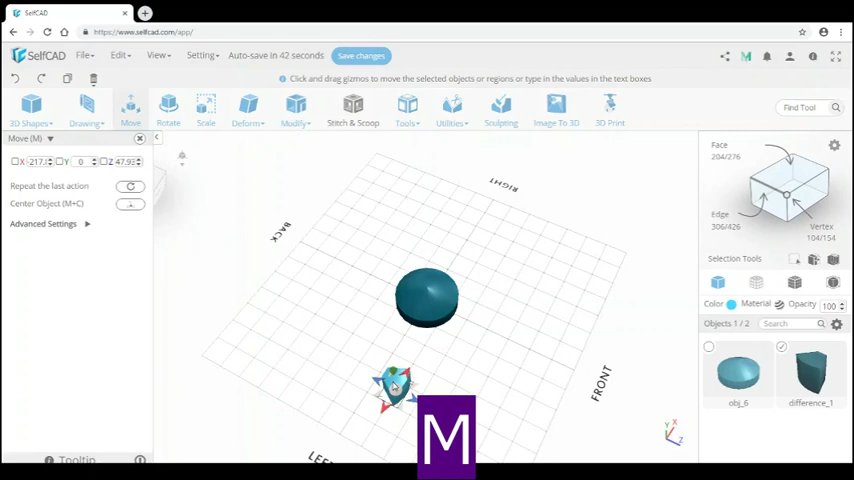 SelfCAD
https://www.selfcad.com/app/
SelfCAD File Edit View Setting Auto-save in 42 seconds Save changes
Click and drag gizmos to move the selected objects or regions or type in the values in the text boxes
3D Shapes Drawing Move Rotate Scale Deform Modify Stitch & Scoop Tools Utilities Sculpting Image To 3D 3D Print Find Tool
Move (M)
X -217. Y 0 Z 47.93
Repeat the last action
Center Object (M+C)
Advanced Settings
RIGHT
BACK
FRONT
M
Face
204/276
Edge
306/426
Vertex
104/154
Selection Tools
Color Material Opacity 100
Objects 1 / 2 Search
obj_6 difference_1
Y X Z
Tooltip